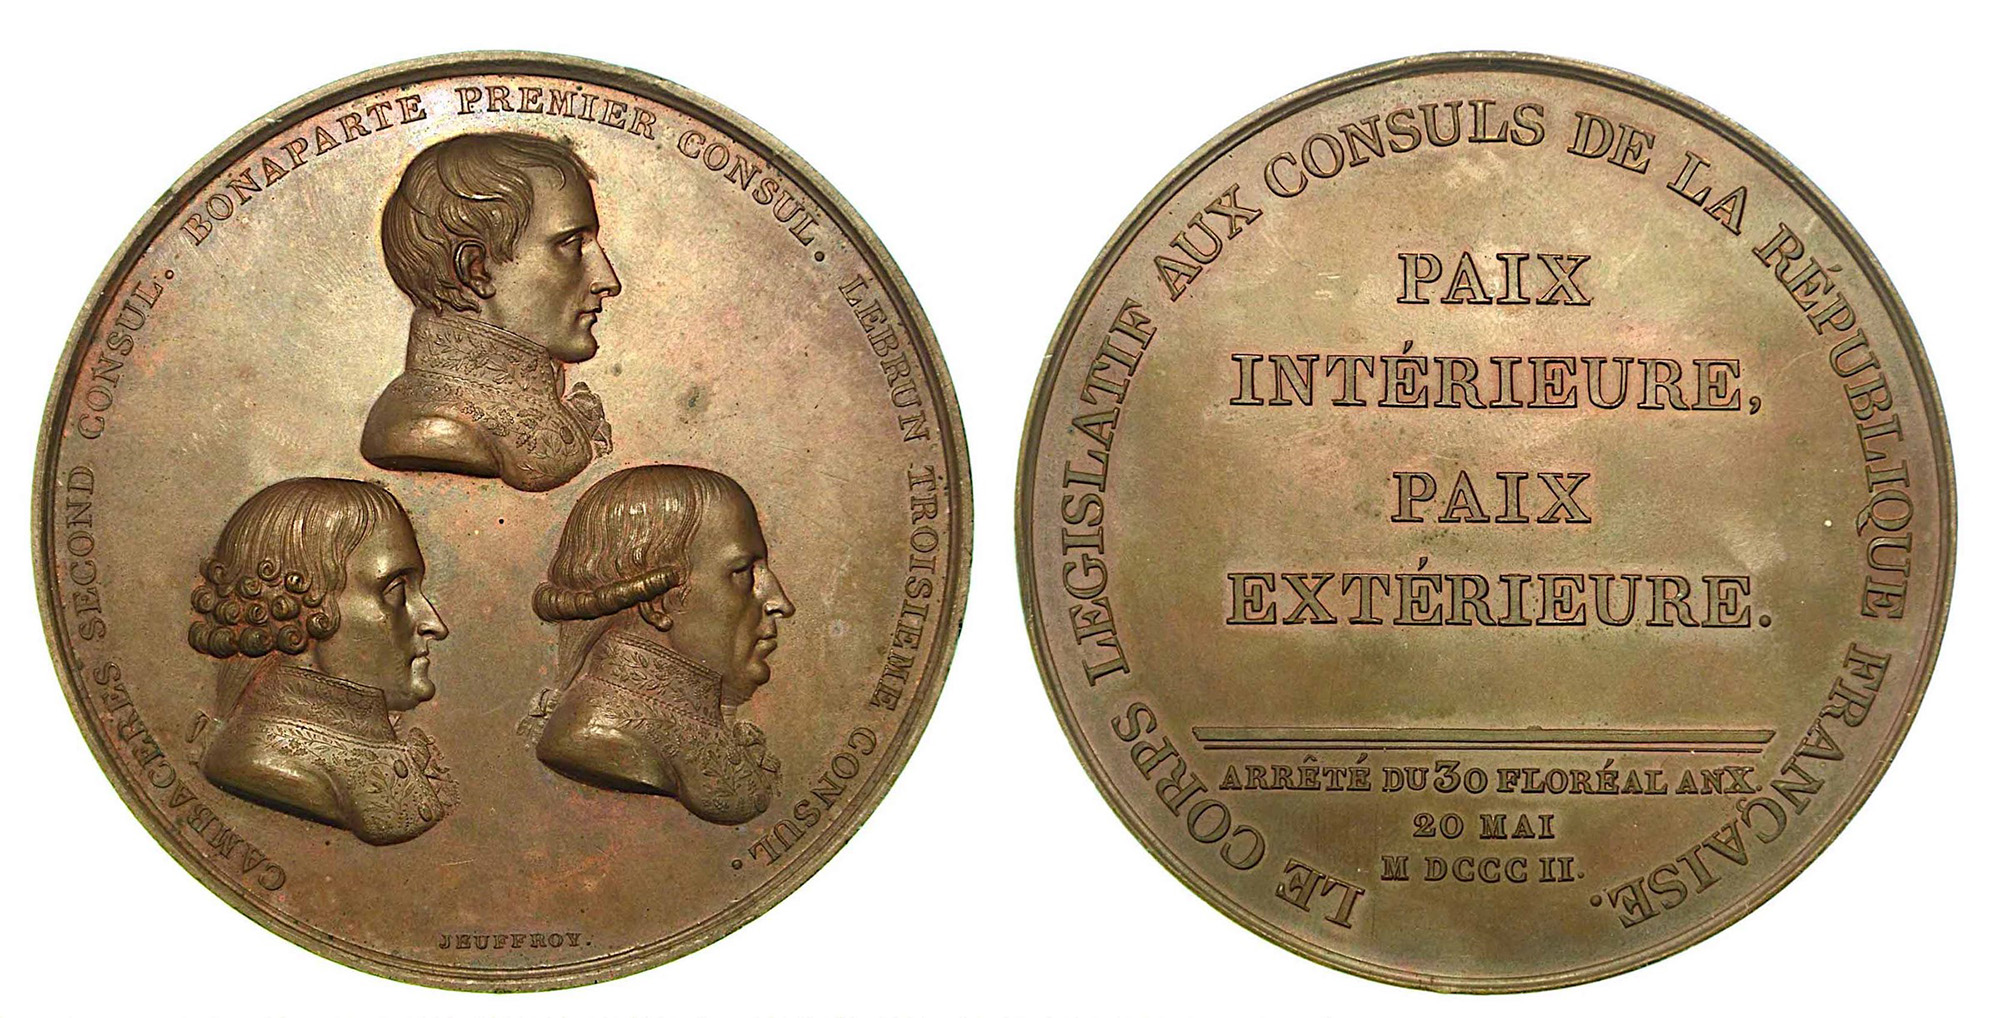 CAMBACERES SECOND CONSUL. BONAPARTE PREMIER CONSUL. LEBRUN TROISIEME CONSUL.
JEUFFROY.
LE CORPS LEGISLATIF AUX CONSULS DE LA RÉPUBLIQUE FRANÇAISE.
PAIX
INTÉRIEURE,
PAIX
EXTÉRIEURE.
ARRÊTÉ DU 30 FLORÉAL AN X.
20 MAI
M DCCC II.